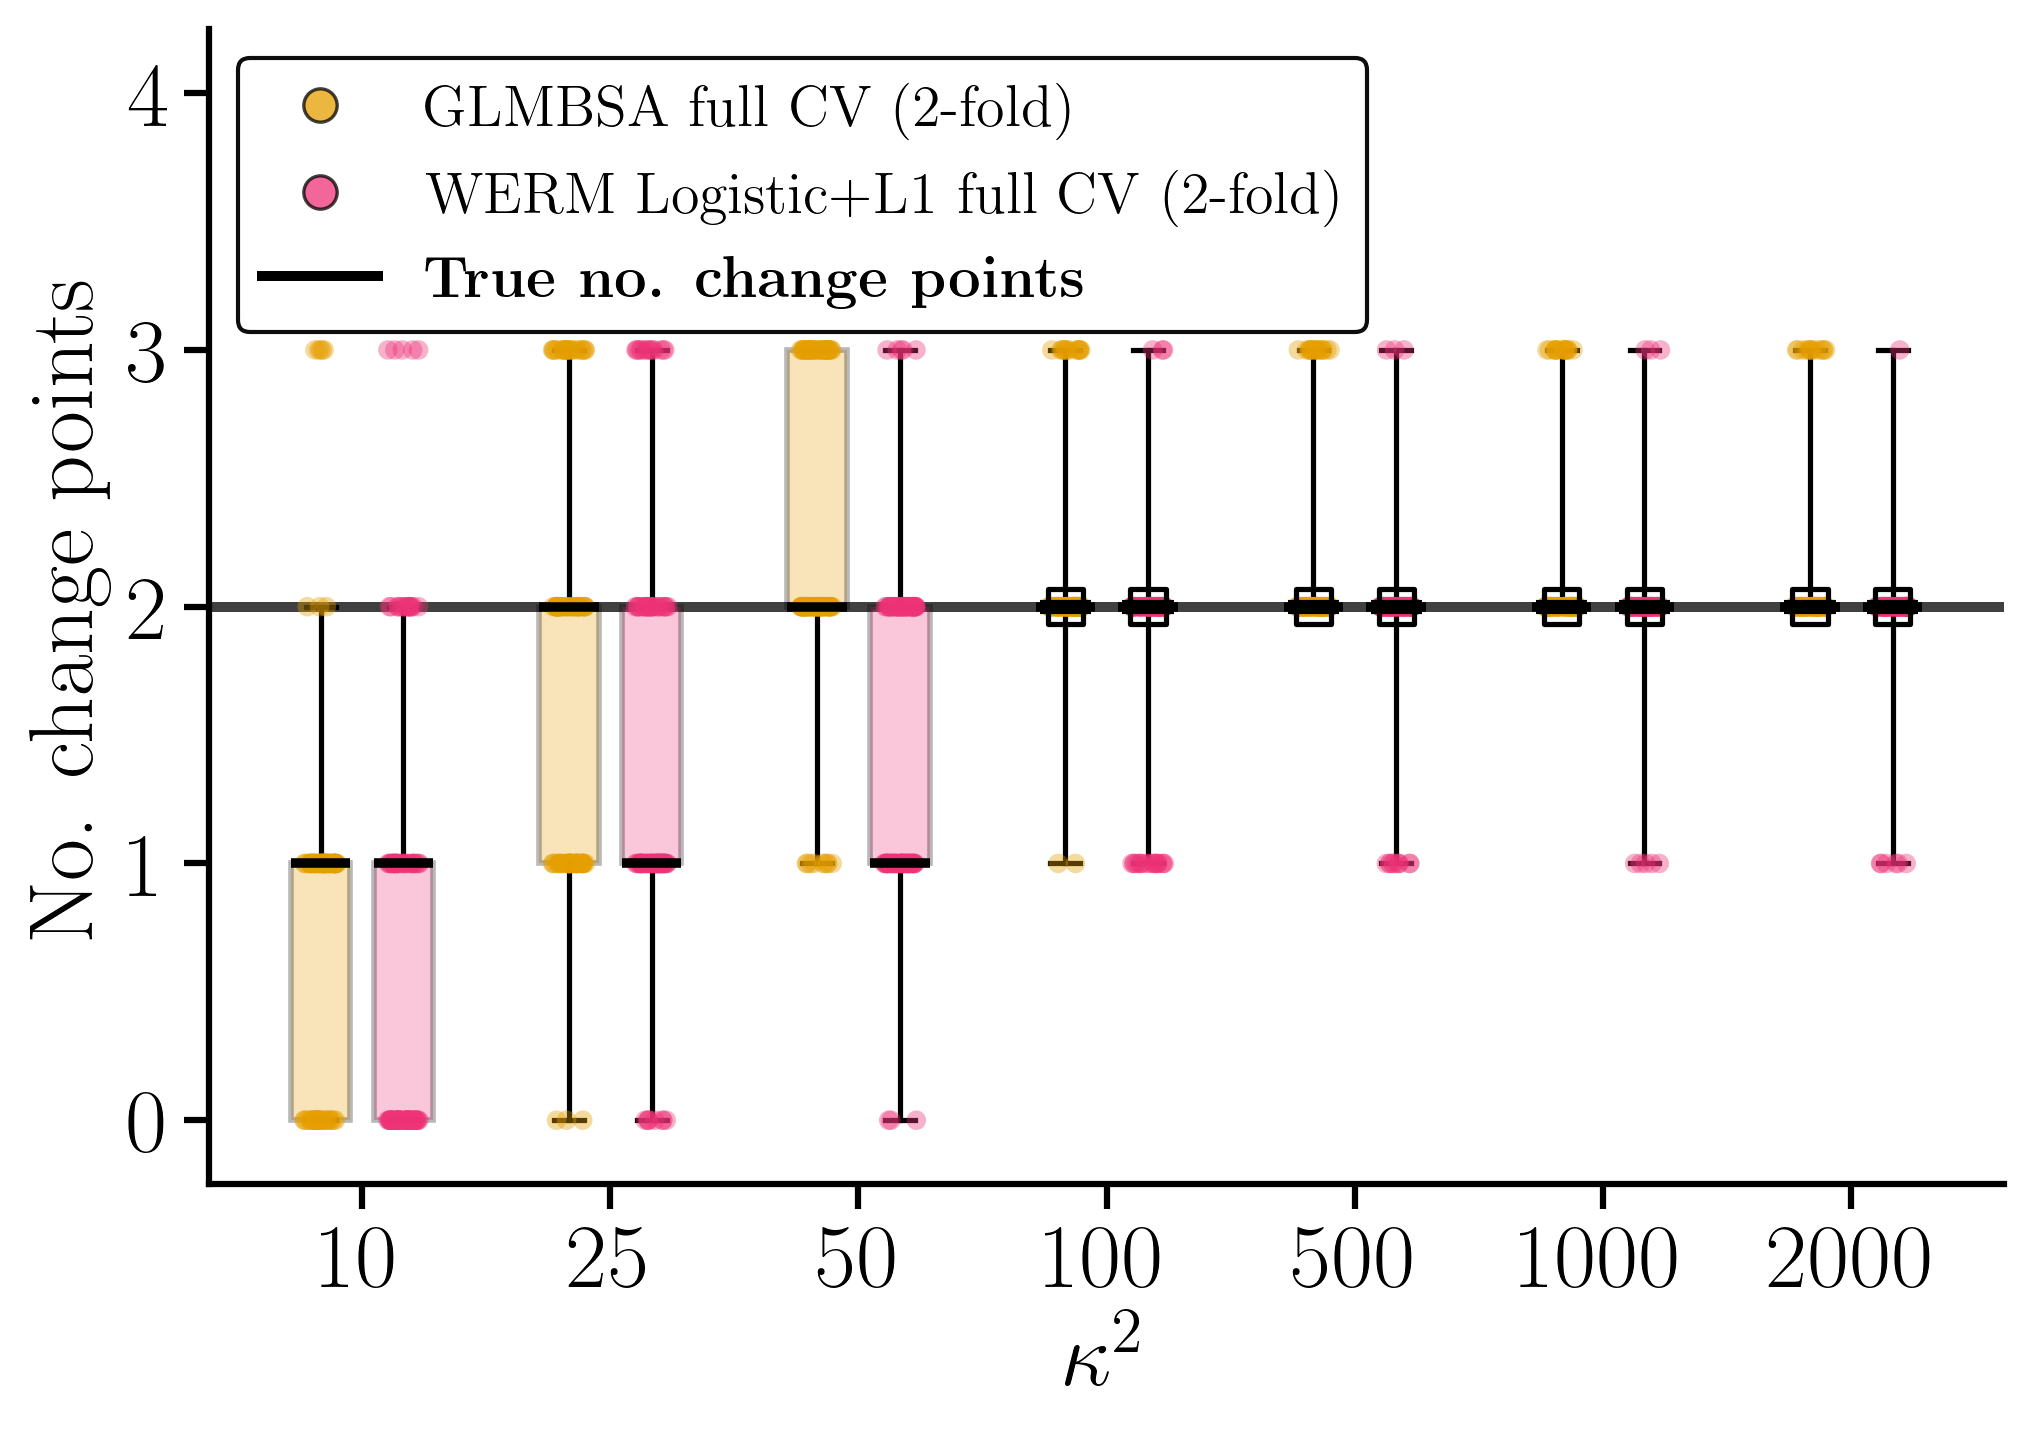 GLMBSA full CV (2-fold)
WERM Logistic+L1 full CV (2-fold)
True no. change points
No. change points
4
3
2
1
0
10 25 50 100 500 1000 2000
κ²